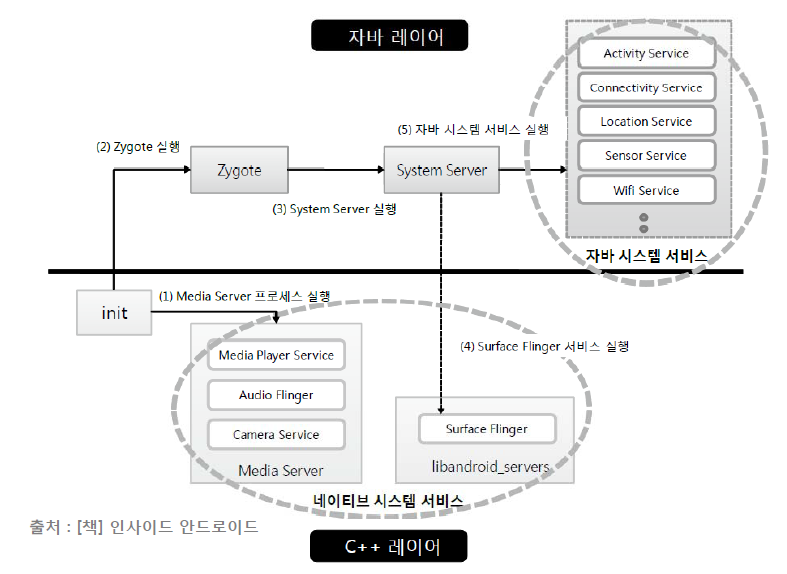 자바 레이어
Activity Service
Connectivity Service
Location Service
Sensor Service
Wifi Service
자바 시스템 서비스
(5) 자바 시스템 서비스 실행
(2) Zygote 실행
Zygote
System Server
(3) System Server 실행
init
(1) Media Server 프로세스 실행
Media Player Service
Audio Flinger
Camera Service
Media Server
(4) Surface Flinger 서비스 실행
Surface Flinger
libandroid_servers
네이티브 시스템 서비스
출처 : [책] 인사이드 안드로이드
C++ 레이어